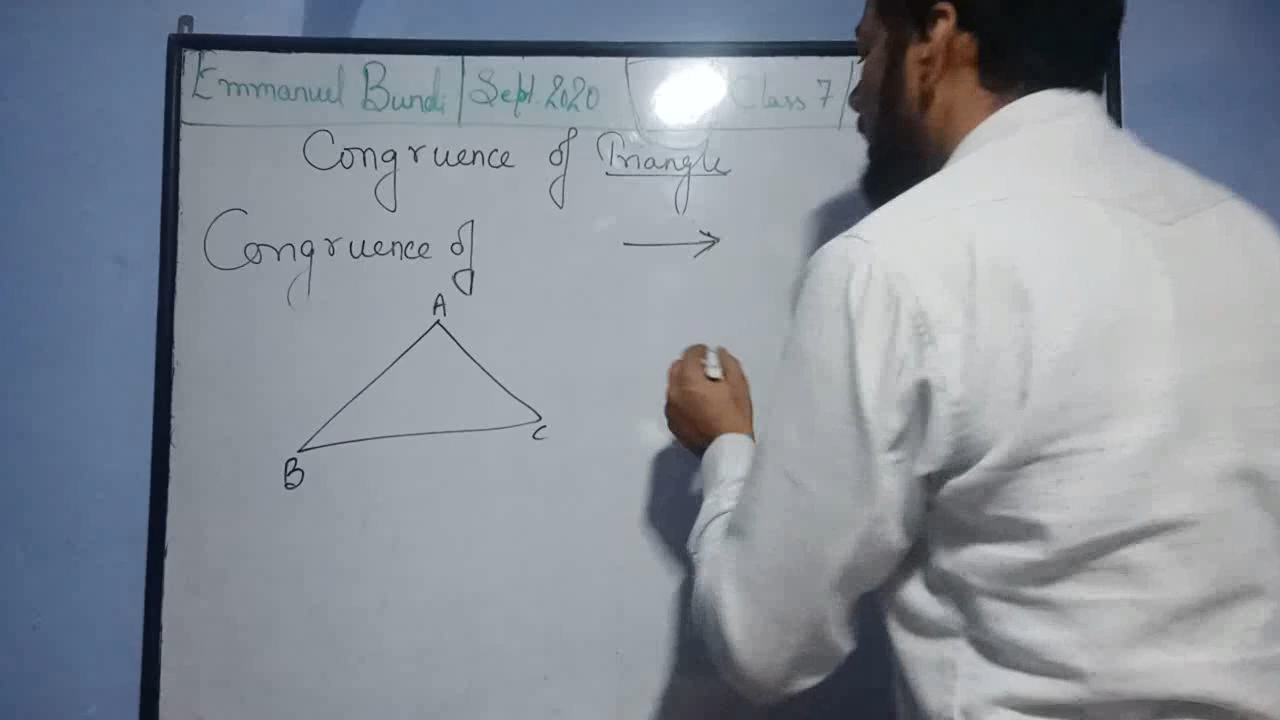 Emmanuel Bundi Sept. 2020 Class 7
Congruence of Triangle
Congruence of
A
B
C